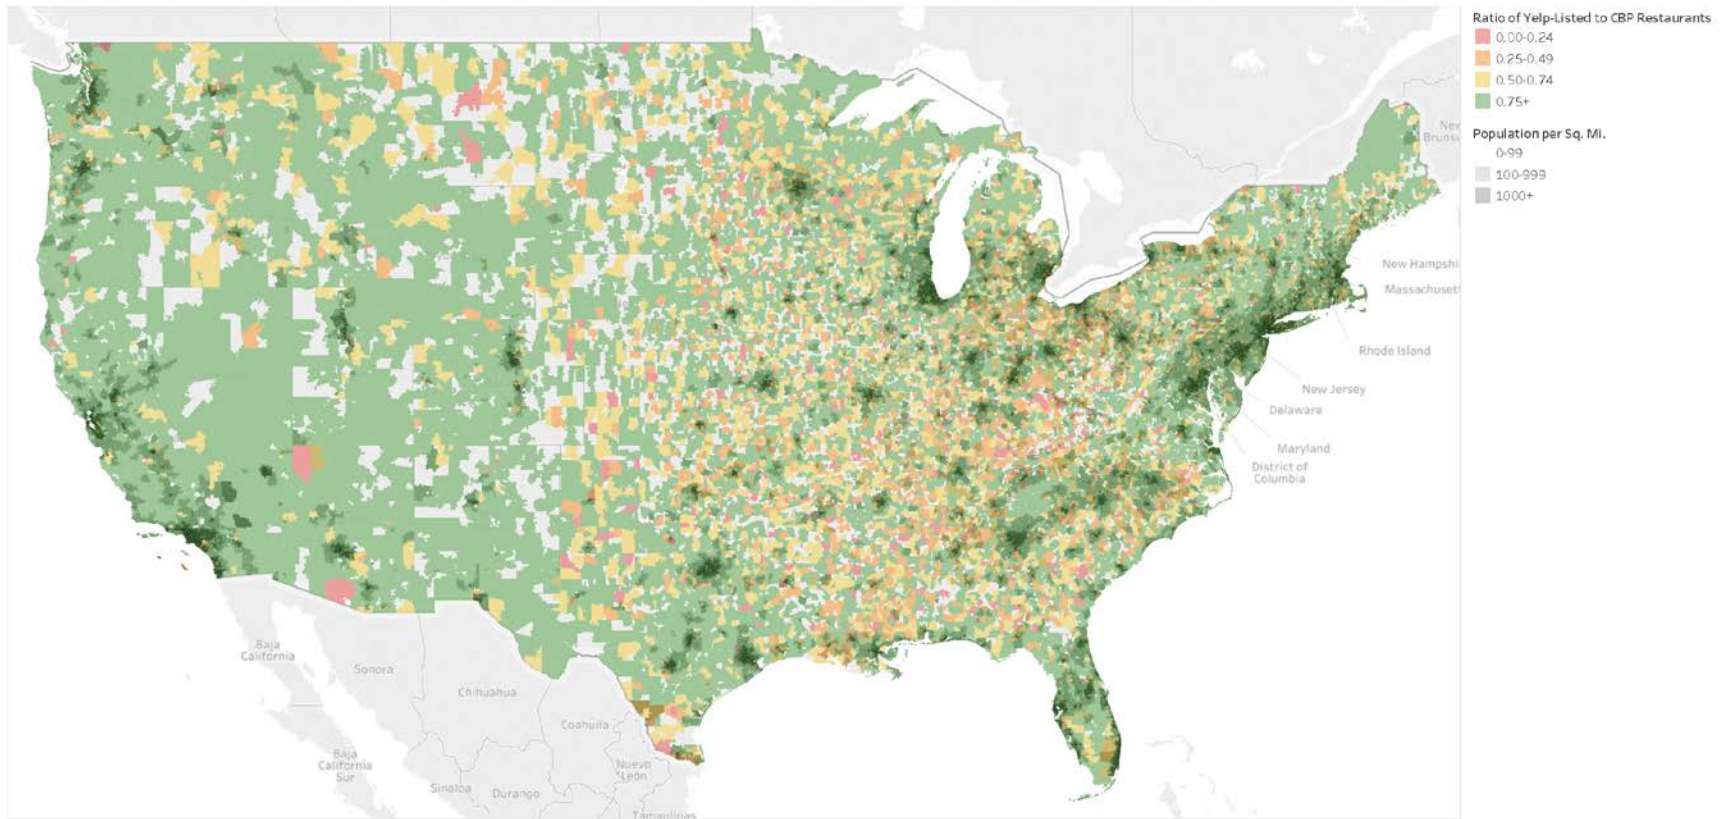 Ratio of Yelp-Listed to CBP Restaurants
0.00-0.24
0.25-0.49
0.50-0.74
0.75+
Population per Sq. Mi.
0-99
100-999
1000+
New
Brunsw
New Hampshi
Massachuset
Rhode Island
New Jersey
Delaware
Maryland
District of
Columbia
Baja
California
Sonora
Chihuahua
Coahuila
Baja
California
Sur
Nuevo
León
Sinaloa
Durango
Tamaulipas